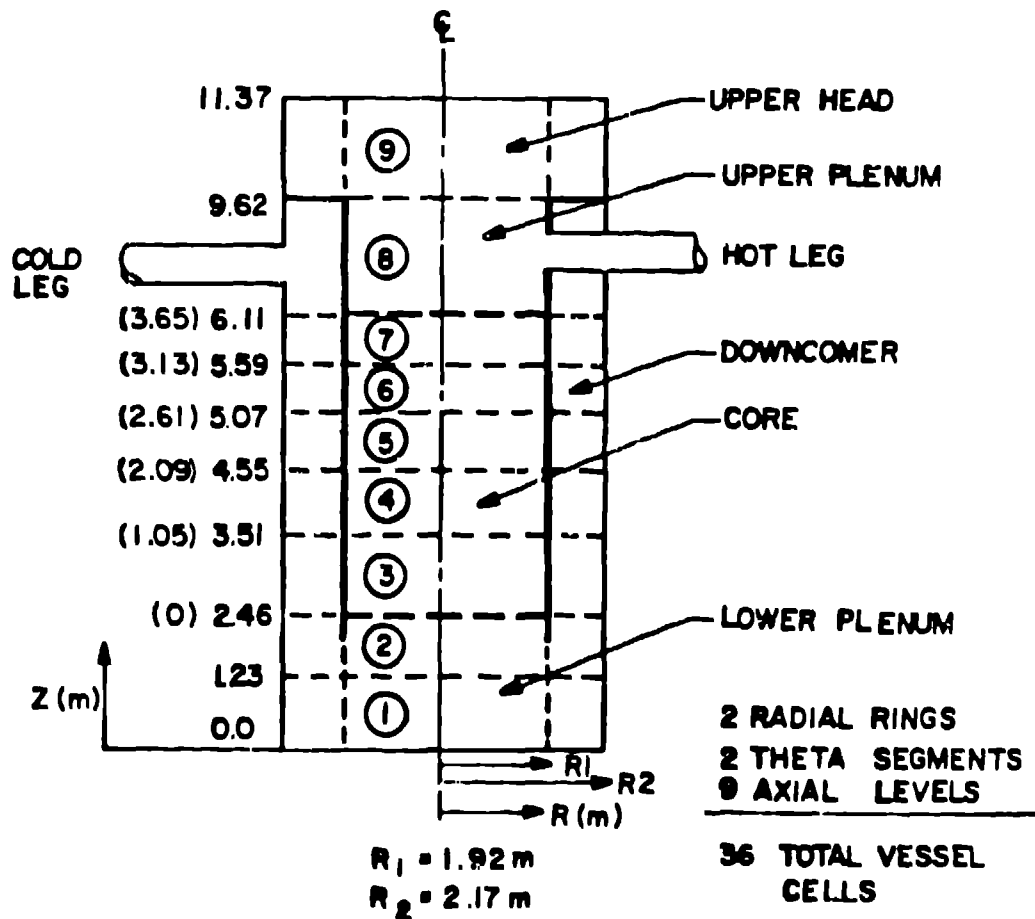 C̵L
11.37
UPPER HEAD
9
UPPER PLENUM
9.62
COLD
LEG
8
HOT LEG
(3.65) 6.11
7
(3.13) 5.59
DOWNCOMER
6
(2.61) 5.07
CORE
5
(2.09) 4.55
4
(1.05) 3.51
3
(0) 2.46
LOWER PLENUM
2
1.23
Z (m)
1
0.0
2 RADIAL RINGS
2 THETA SEGMENTS
9 AXIAL LEVELS
R1
R2
R (m)
36 TOTAL VESSEL
CELLS
R1 = 1.92 m
R2 = 2.17 m